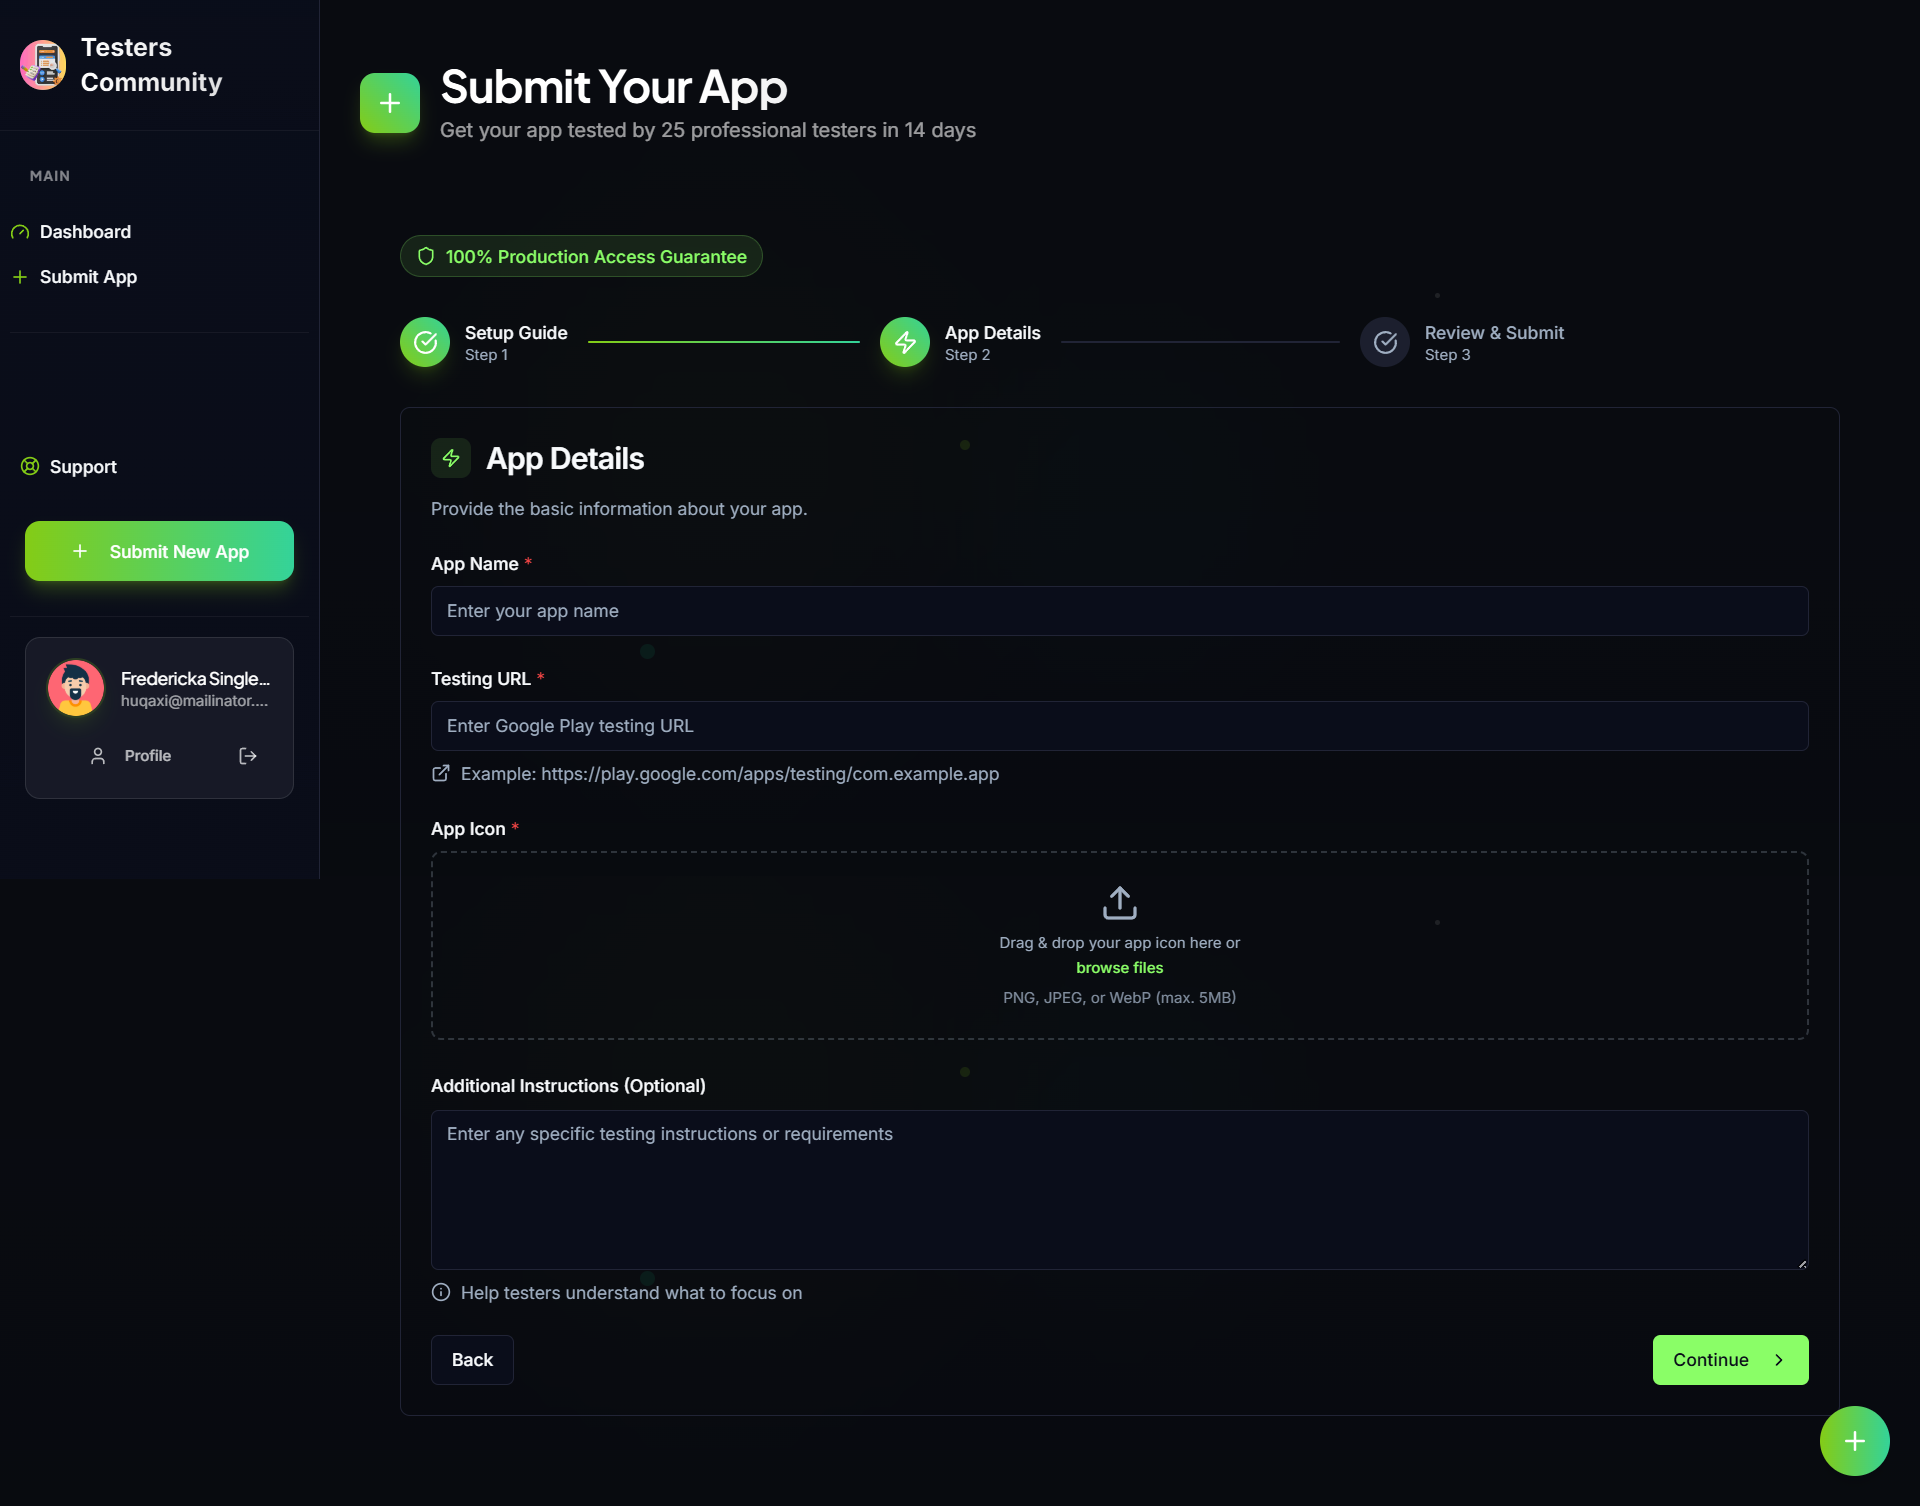 Testers
Community
MAIN
Dashboard
Submit App
Support
Submit New App
Fredericka Single...
huqaxi@mailinator....
Profile
Submit Your App
Get your app tested by 25 professional testers in 14 days
100% Production Access Guarantee
Setup Guide
Step 1
App Details
Step 2
Review & Submit
Step 3
App Details
Provide the basic information about your app.
App Name *
Enter your app name
Testing URL *
Enter Google Play testing URL
Example: https://play.google.com/apps/testing/com.example.app
App Icon *
Drag & drop your app icon here or
browse files
PNG, JPEG, or WebP (max. 5MB)
Additional Instructions (Optional)
Enter any specific testing instructions or requirements
Help testers understand what to focus on
Back
Continue